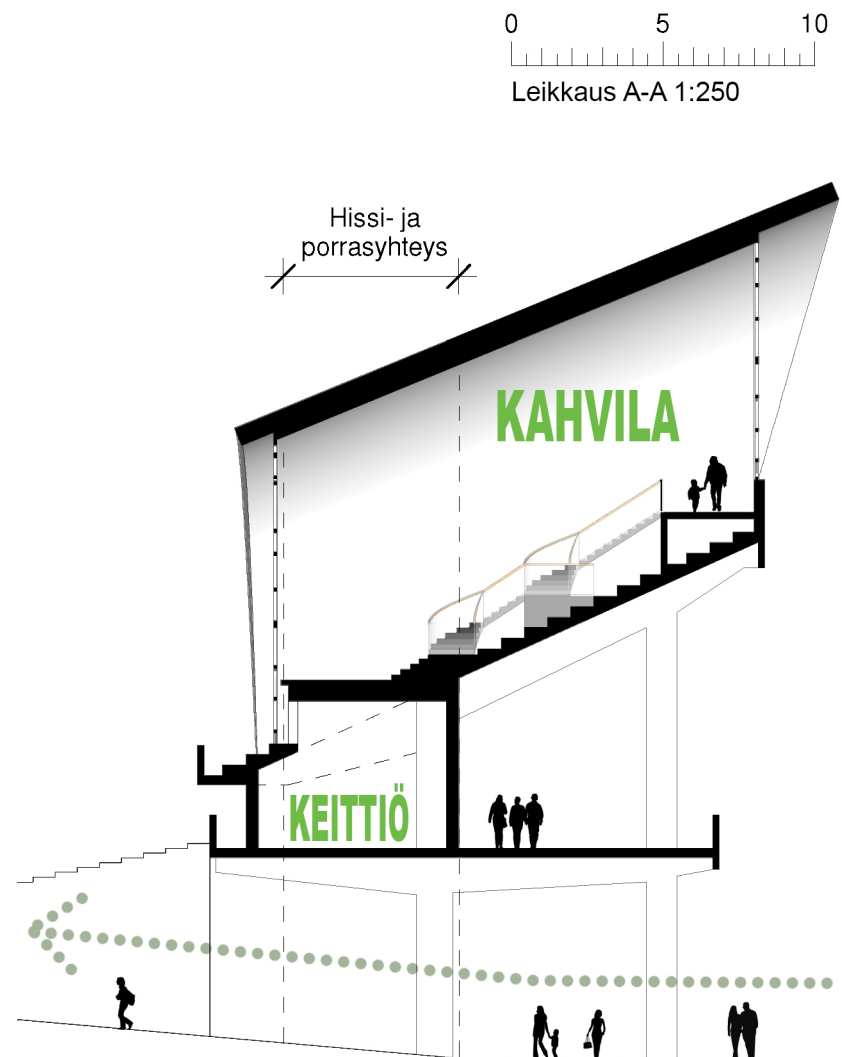 0 5 10
Leikkaus A-A 1:250
Hissi- ja
porrasyhteys
KAHVILA
KEITTIÖ